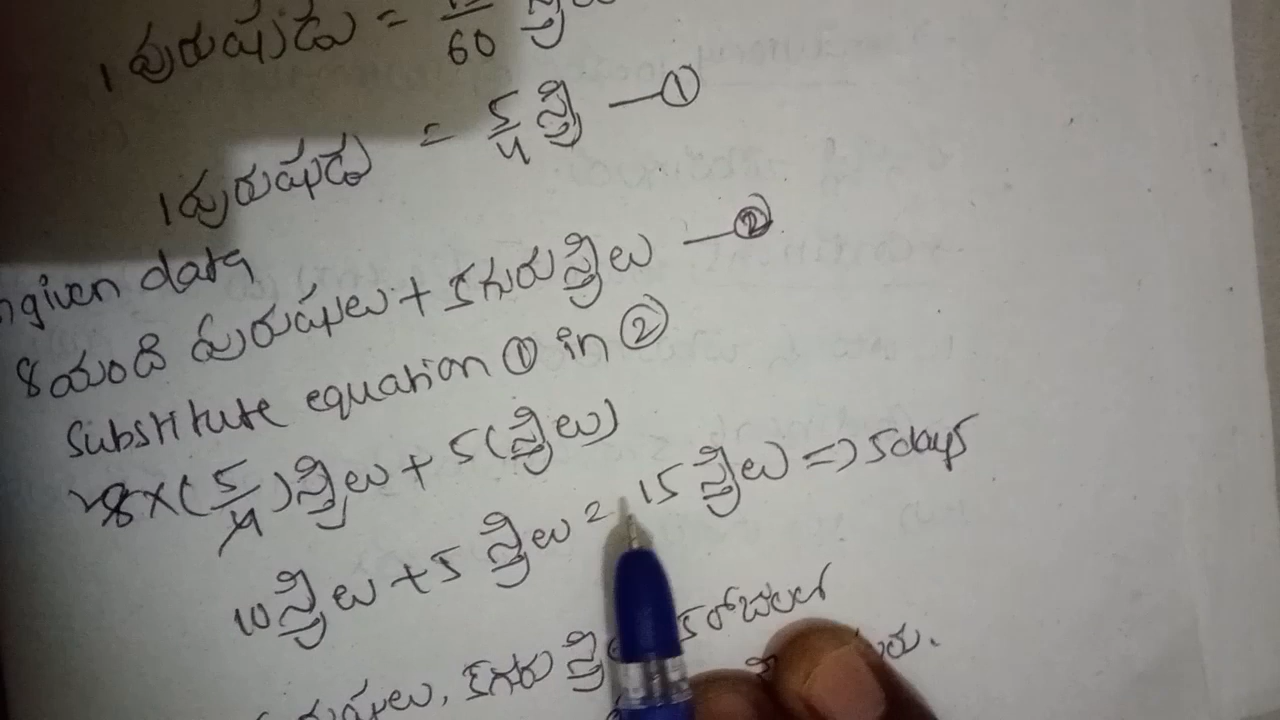 1 పురుషుడు = 60
1 పురుషుడు = 5/4 స్త్రీ — ①
given data
8 మంది పురుషులు + 5 గురు స్త్రీలు — ②
Substitute equation ① in ②
8 × (5/4) స్త్రీలు + 5 (స్త్రీలు)
10 స్త్రీలు + 5 స్త్రీలు = 15 స్త్రీలు => 5 days
5 గురు